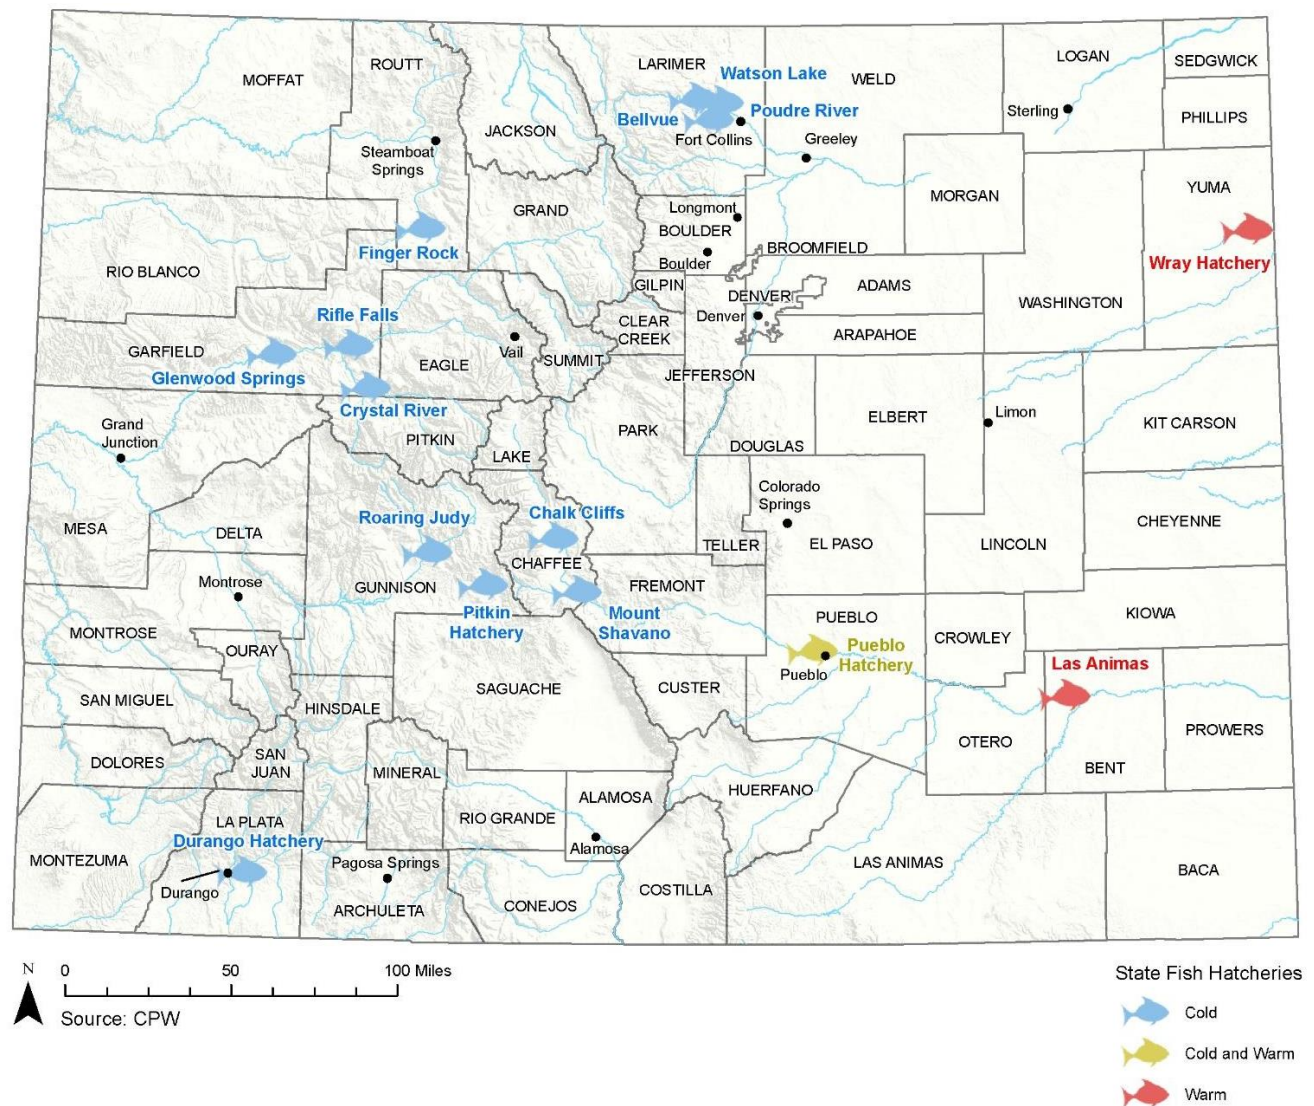 MOFFAT
ROUTT
JACKSON
LARIMER
Watson Lake
WELD
LOGAN
SEDGWICK
PHILLIPS
Sterling
Bellvue
Poudre River
Fort Collins
Greeley
Steamboat
Springs
MORGAN
YUMA
Wray Hatchery
GRAND
Longmont
BOULDER
Boulder
BROOMFIELD
Finger Rock
RIO BLANCO
GILPIN
DENVER
Denver
ADAMS
WASHINGTON
Rifle Falls
CLEAR
CREEK
ARAPAHOE
GARFIELD
Glenwood Springs
EAGLE
Vail
SUMMIT
JEFFERSON
Crystal River
Grand
Junction
PITKIN
LAKE
PARK
DOUGLAS
ELBERT
Limon
KIT CARSON
MESA
DELTA
Roaring Judy
Chalk Cliffs
Colorado
Springs
TELLER
EL PASO
LINCOLN
CHEYENNE
CHAFFEE
Montrose
GUNNISON
Pitkin
Hatchery
Mount
Shavano
FREMONT
PUEBLO
KIOWA
CROWLEY
MONTROSE
OURAY
Pueblo
Hatchery
Pueblo
Las Animas
SAN MIGUEL
HINSDALE
SAGUACHE
CUSTER
OTERO
BENT
PROWERS
DOLORES
SAN
JUAN
MINERAL
HUERFANO
ALAMOSA
RIO GRANDE
Alamosa
LA PLATA
Durango Hatchery
Durango
MONTEZUMA
Pagosa Springs
ARCHULETA
CONEJOS
COSTILLA
LAS ANIMAS
BACA
N
0 50 100 Miles
Source: CPW
State Fish Hatcheries
Cold
Cold and Warm
Warm